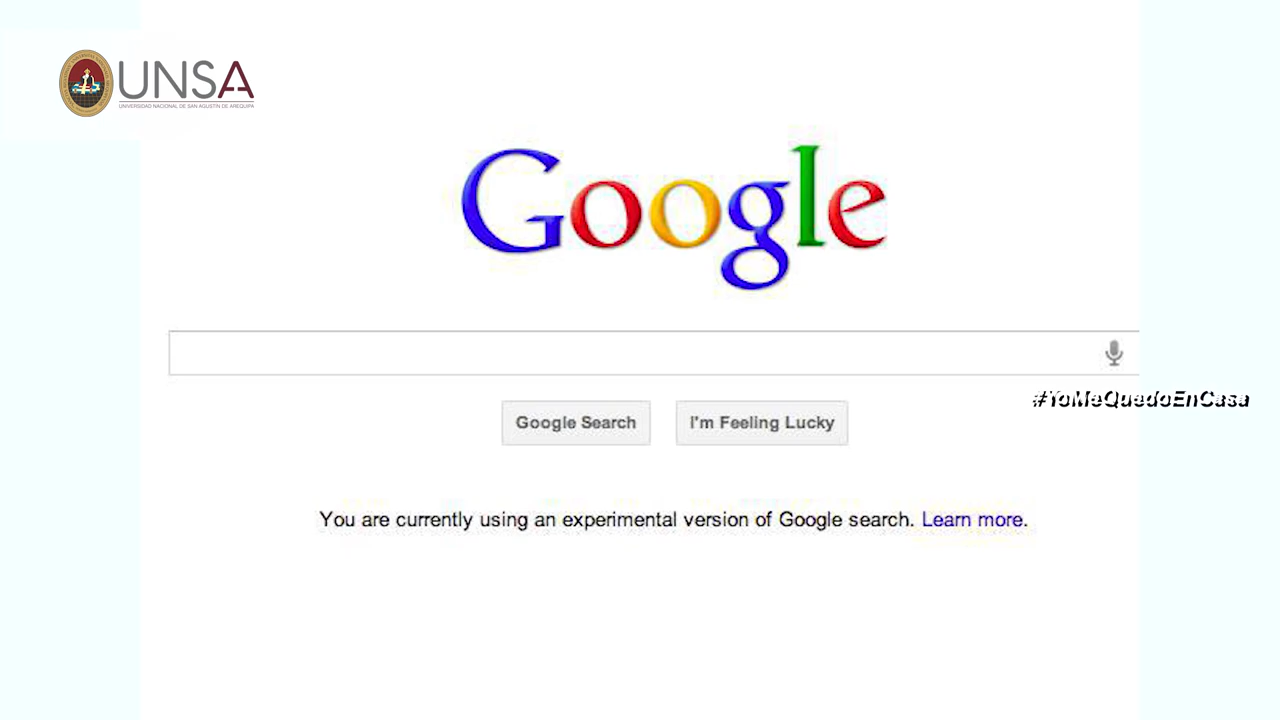 UNSA
UNIVERSIDAD NACIONAL DE SAN AGUSTÍN DE AREQUIPA
Google
#YoMeQuedoEnCasa
Google Search
I'm Feeling Lucky
You are currently using an experimental version of Google search. Learn more.